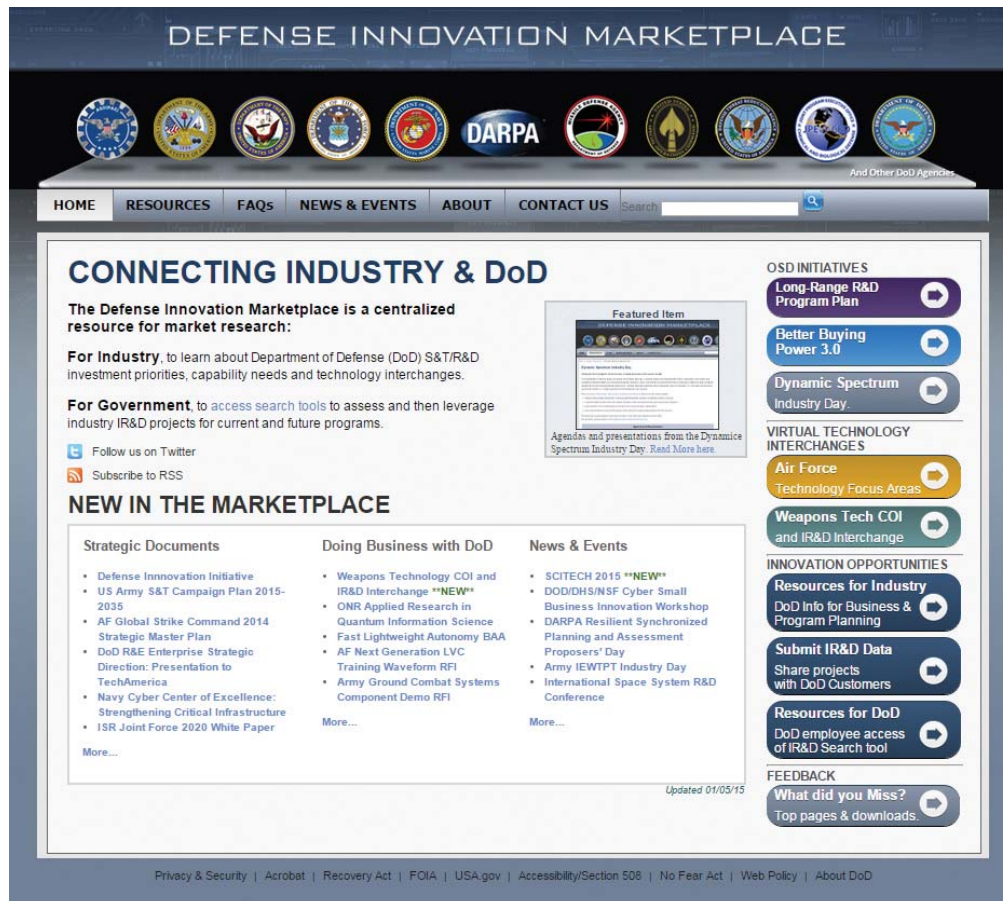 DEFENSE INNOVATION MARKETPLACE
DARPA
And Other DoD Agencies
HOME RESOURCES FAQs NEWS & EVENTS ABOUT CONTACT US Search
CONNECTING INDUSTRY & DoD
The Defense Innovation Marketplace is a centralized
resource for market research:
For Industry, to learn about Department of Defense (DoD) S&T/R&D
investment priorities, capability needs and technology interchanges.
For Government, to access search tools to assess and then leverage
industry IR&D projects for current and future programs.
Follow us on Twitter
Subscribe to RSS
Featured Item
DEFENSE INNOVATION MARKETPLACE
Agendas and presentations from the Dynamice
Spectrum Industry Day. Read More here.
NEW IN THE MARKETPLACE
Strategic Documents
• Defense Innnovation Initiative
• US Army S&T Campaign Plan 2015-
2035
• AF Global Strike Command 2014
Strategic Master Plan
• DoD R&E Enterprise Strategic
Direction: Presentation to
TechAmerica
• Navy Cyber Center of Excellence:
Strengthening Critical Infrastructure
• ISR Joint Force 2020 White Paper
More...
Doing Business with DoD
• Weapons Technology COI and
IR&D Interchange **NEW**
• ONR Applied Research in
Quantum Information Science
• Fast Lightweight Autonomy BAA
• AF Next Generation LVC
Training Waveform RFI
• Army Ground Combat Systems
Component Demo RFI
More...
News & Events
• SCITECH 2015 **NEW**
• DOD/DHS/NSF Cyber Small
Business Innovation Workshop
• DARPA Resilient Synchronized
Planning and Assessment
Proposers' Day
• Army IEWTPT Industry Day
• International Space System R&D
Conference
More...
Updated 01/05/15
OSD INITIATIVES
Long-Range R&D
Program Plan
Better Buying
Power 3.0
Dynamic Spectrum
Industry Day.
VIRTUAL TECHNOLOGY
INTERCHANGES
Air Force
Technology Focus Areas
Weapons Tech COI
and IR&D Interchange
INNOVATION OPPORTUNITIES
Resources for Industry
DoD Info for Business &
Program Planning
Submit IR&D Data
Share projects
with DoD Customers
Resources for DoD
DoD employee access
of IR&D Search tool
FEEDBACK
What did you Miss?
Top pages & downloads.
Privacy & Security | Acrobat | Recovery Act | FOIA | USA.gov | Accessibility/Section 508 | No Fear Act | Web Policy | About DoD